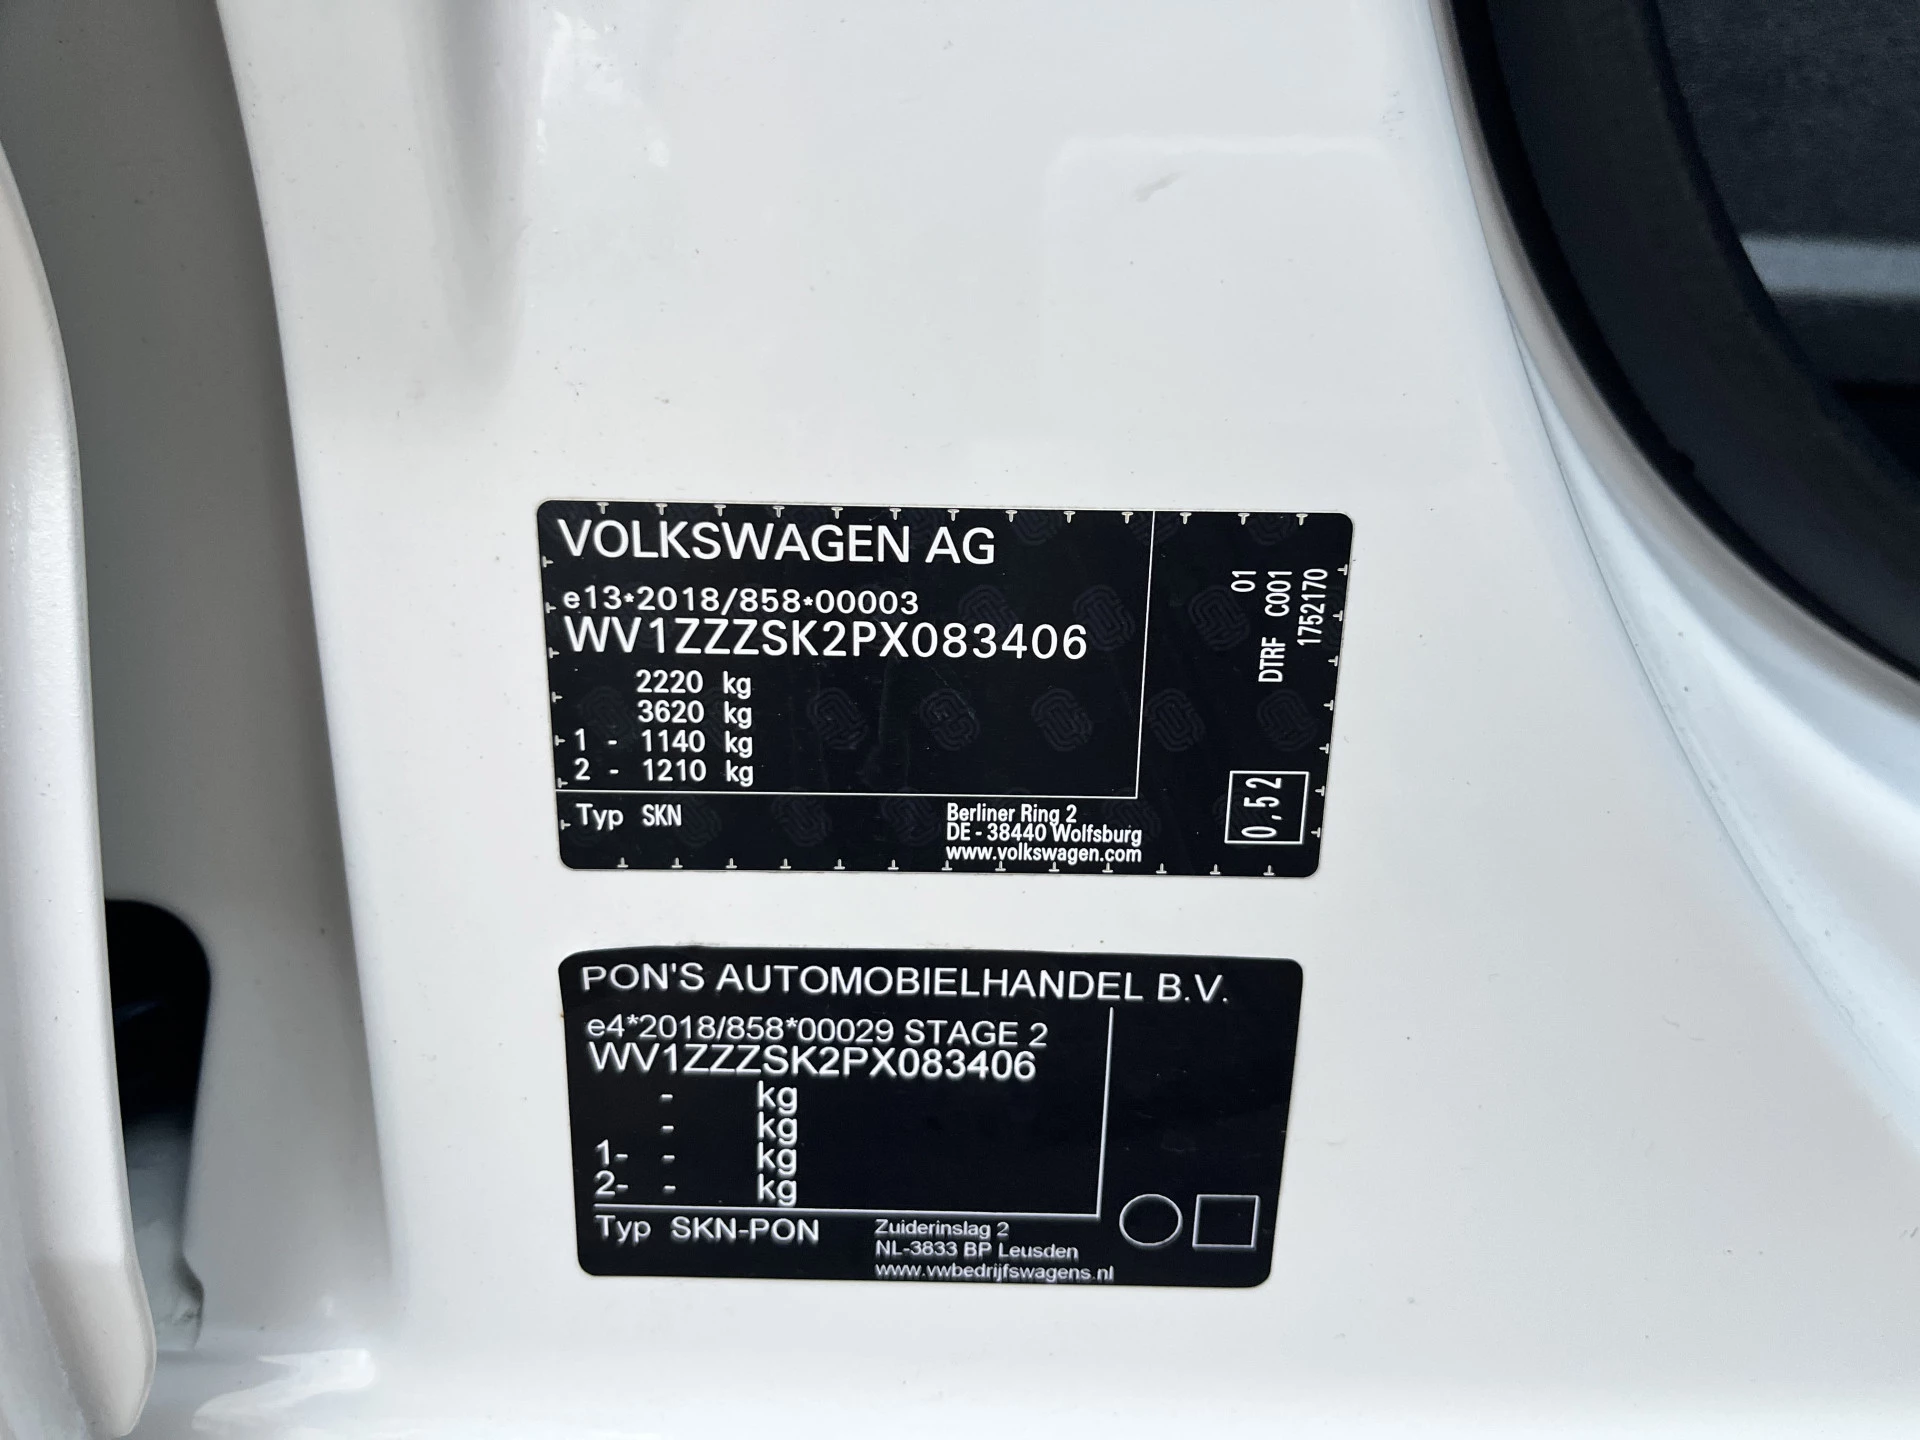 VOLKSWAGEN AG
e13*2018/858*00003
WV1ZZZSK2PX083406
2220 kg
3620 kg
1 - 1140 kg
2 - 1210 kg
Typ SKN
Berliner Ring 2
DE - 38440 Wolfsburg
www.volkswagen.com
01
DTRF C001
1752170
0,52
PON'S AUTOMOBIELHANDEL B.V.
e4*2018/858*00029 STAGE 2
WV1ZZZSK2PX083406
- kg
- kg
1- - kg
2- - kg
Typ SKN-PON
Zuiderinslag 2
NL-3833 BP Leusden
www.vwbedrijfswagens.nl